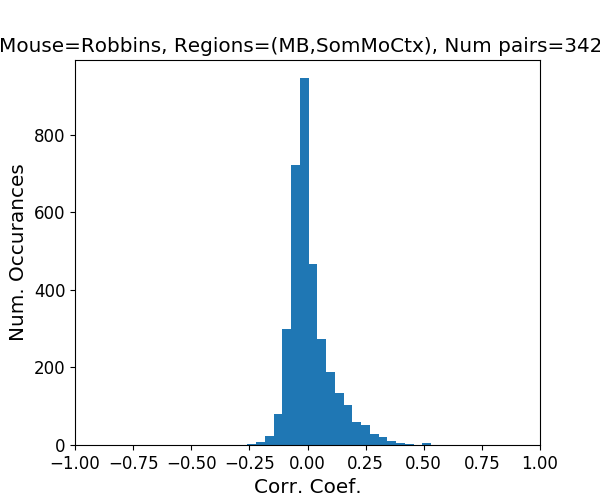 Mouse=Robbins, Regions=(MB,SomMoCtx), Num pairs=342
Num. Occurances
800
600
400
200
0
−1.00 −0.75 −0.50 −0.25 0.00 0.25 0.50 0.75 1.00
Corr. Coef.